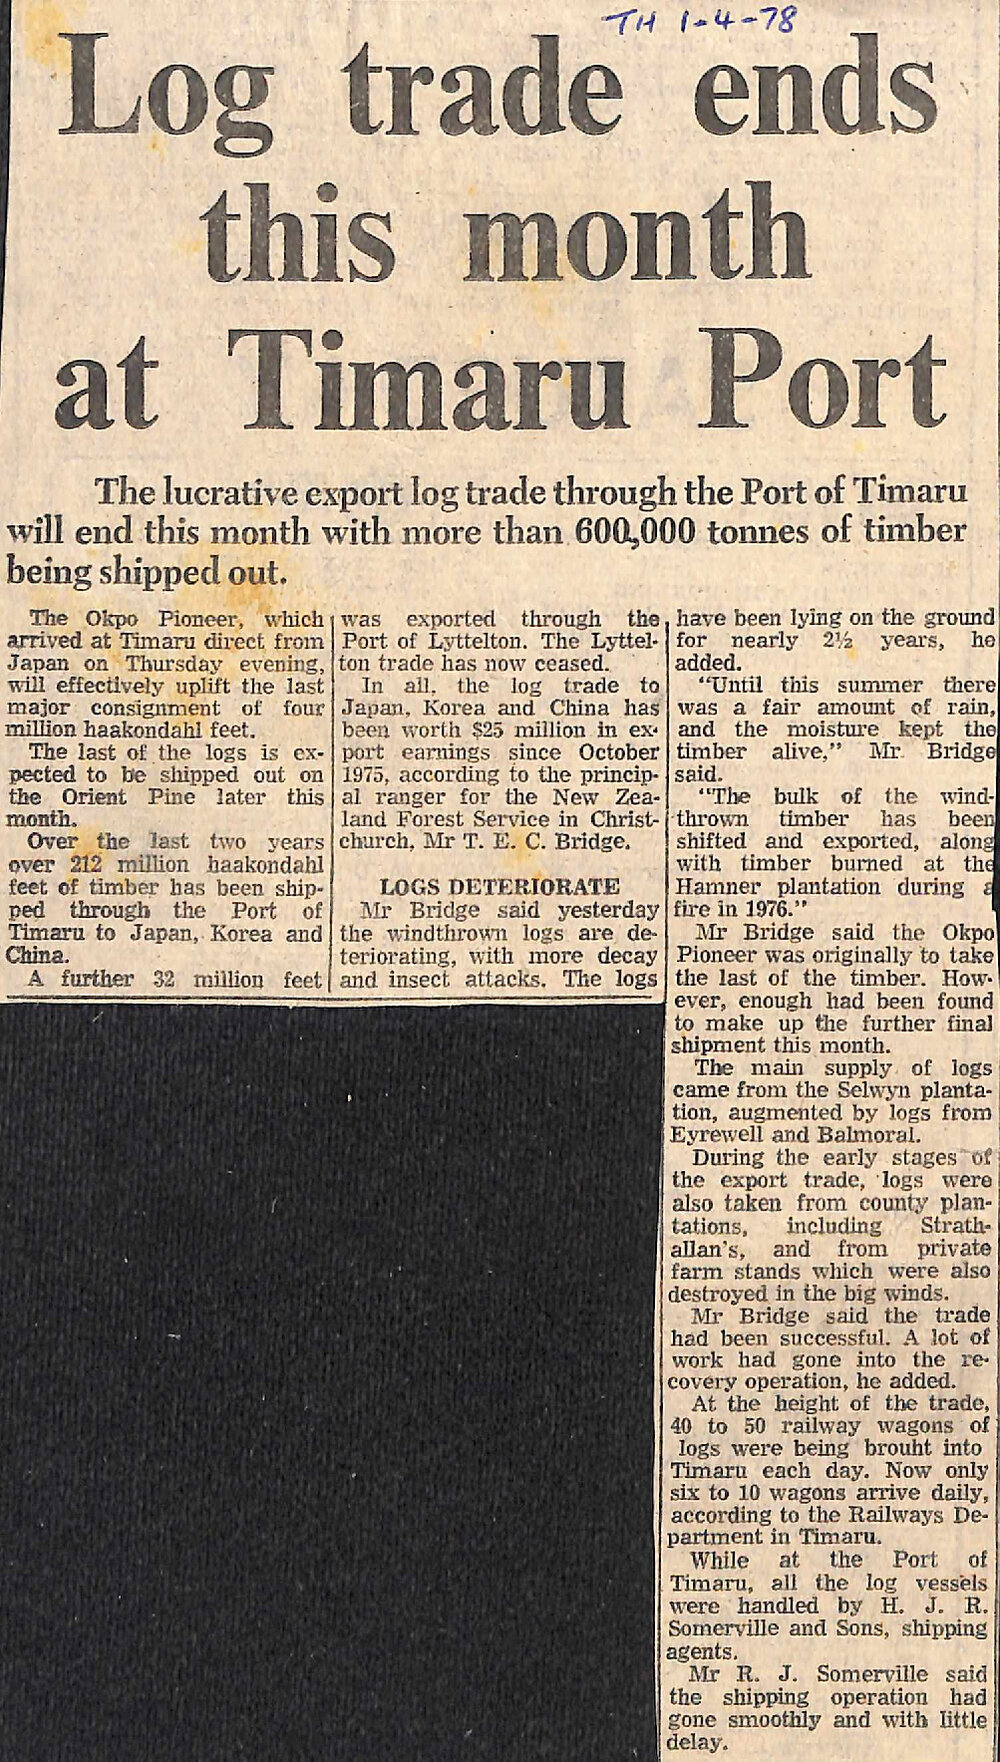 TH 1-4-78
Log trade ends
this month
at Timaru Port
The lucrative export log trade through the Port of Timaru
will end this month with more than 600,000 tonnes of timber
being shipped out.
The Okpo Pioneer, which
arrived at Timaru direct from
Japan on Thursday evening,
will effectively uplift the last
major consignment of four
million haakondahl feet.
The last of the logs is ex-
pected to be shipped out on
the Orient Pine later this
month.
Over the last two years
over 212 million haakondahl
feet of timber has been ship-
ped through the Port of
Timaru to Japan, Korea and
China.
A further 32 million feet
was exported through the
Port of Lyttelton. The Lyttel-
ton trade has now ceased.
In all, the log trade to
Japan, Korea and China has
been worth $25 million in ex-
port earnings since October
1975, according to the princip-
al ranger for the New Zea-
land Forest Service in Christ-
church, Mr T. E. C. Bridge.
LOGS DETERIORATE
Mr Bridge said yesterday
the windthrown logs are de-
teriorating, with more decay
and insect attacks. The logs
have been lying on the ground
for nearly 2½ years, he
added.
"Until this summer there
was a fair amount of rain,
and the moisture kept the
timber alive," Mr Bridge
said.
"The bulk of the wind-
thrown timber has been
shifted and exported, along
with timber burned at the
Hamner plantation during a
fire in 1976."
Mr Bridge said the Okpo
Pioneer was originally to take
the last of the timber. How-
ever, enough had been found
to make up the further final
shipment this month.
The main supply of logs
came from the Selwyn planta-
tion, augmented by logs from
Eyrewell and Balmoral.
During the early stages of
the export trade, logs were
also taken from county plan-
tations, including Strath-
allan's, and from private
farm stands which were also
destroyed in the big winds.
Mr Bridge said the trade
had been successful. A lot of
work had gone into the re-
covery operation, he added.
At the height of the trade,
40 to 50 railway wagons of
logs were being brouht into
Timaru each day. Now only
six to 10 wagons arrive daily,
according to the Railways De-
partment in Timaru.
While at the Port of
Timaru, all the log vessels
were handled by H. J. R.
Somerville and Sons, shipping
agents.
Mr R. J. Somerville said
the shipping operation had
gone smoothly and with little
delay.